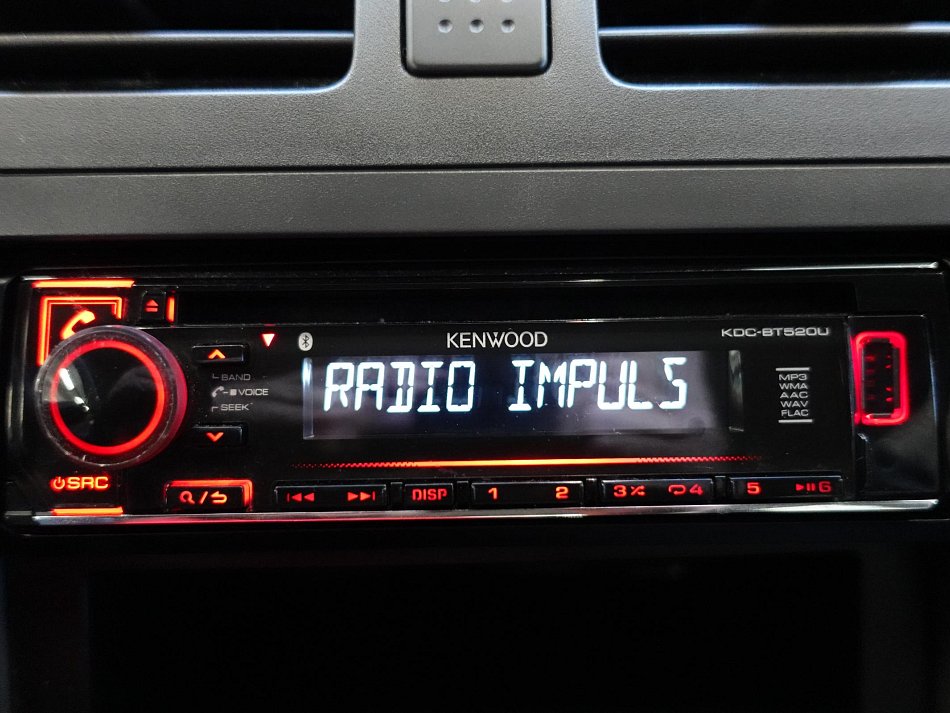 KENWOOD
KDC-BT520U
BAND
VOICE
SEEK
RADIO IMPULS
MP3
WMA
AAC
WAV
FLAC
SRC
DISP
1
2
3
4
5
6